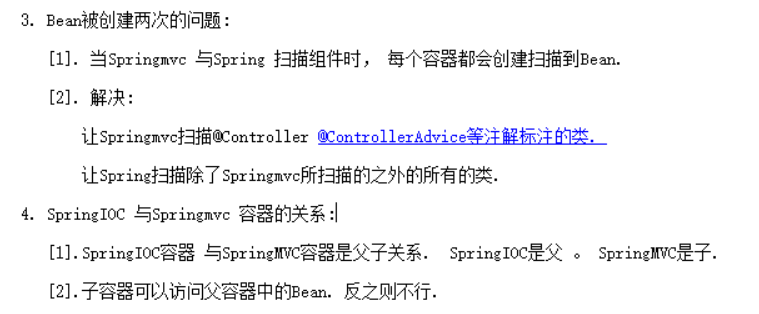 3. Bean被创建两次的问题:
[1]. 当Springmvc 与Spring 扫描组件时， 每个容器都会创建扫描到Bean.
[2]. 解决:
让Springmvc扫描@Controller @ControllerAdvice等注解标注的类.
让Spring扫描除了Springmvc所扫描的之外的所有的类.
4. SpringIOC 与Springmvc 容器的关系:
[1].SpringIOC容器 与SpringMVC容器是父子关系. SpringIOC是父 。 SpringMVC是子.
[2].子容器可以访问父容器中的Bean. 反之则不行.